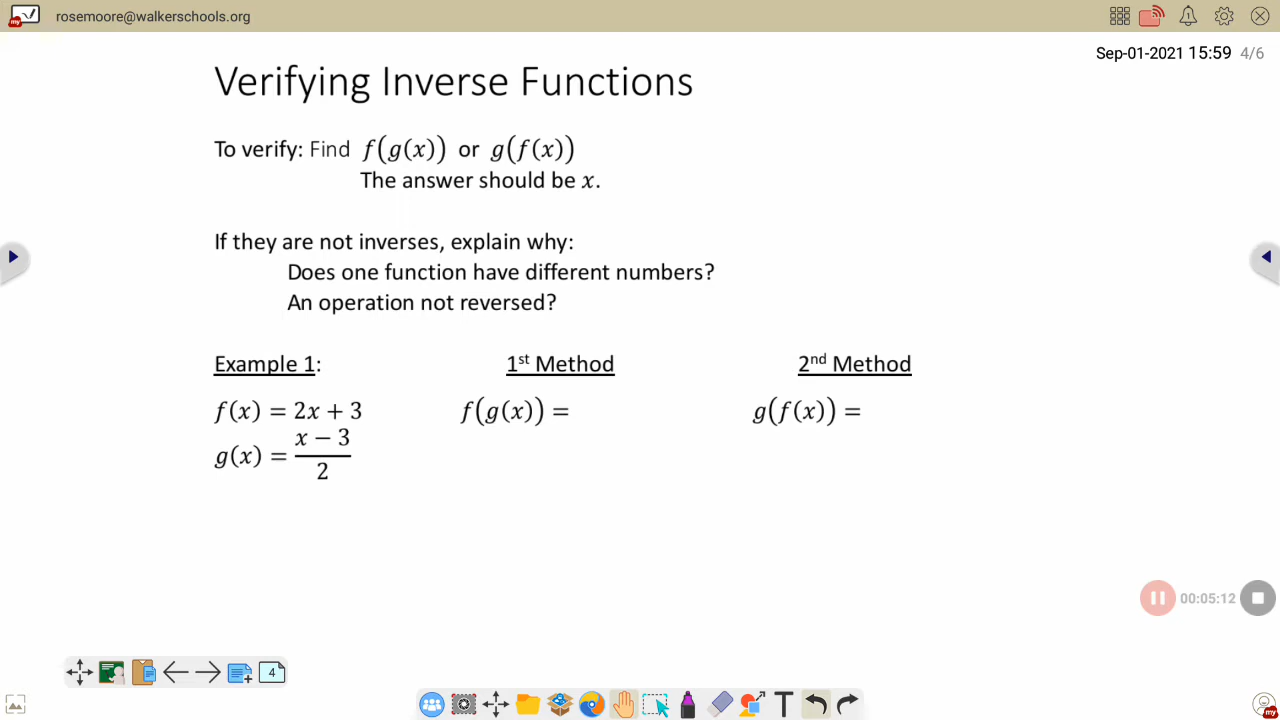 rosemoore@walkerschools.org
Sep-01-2021 15:59 4/6
Verifying Inverse Functions
To verify: Find f(g(x)) or g(f(x))
The answer should be x.
If they are not inverses, explain why:
Does one function have different numbers?
An operation not reversed?
Example 1: 1st Method 2nd Method
f(x) = 2x + 3 f(g(x)) = g(f(x)) =
g(x) = (x − 3)/2
00:05:12
4
T